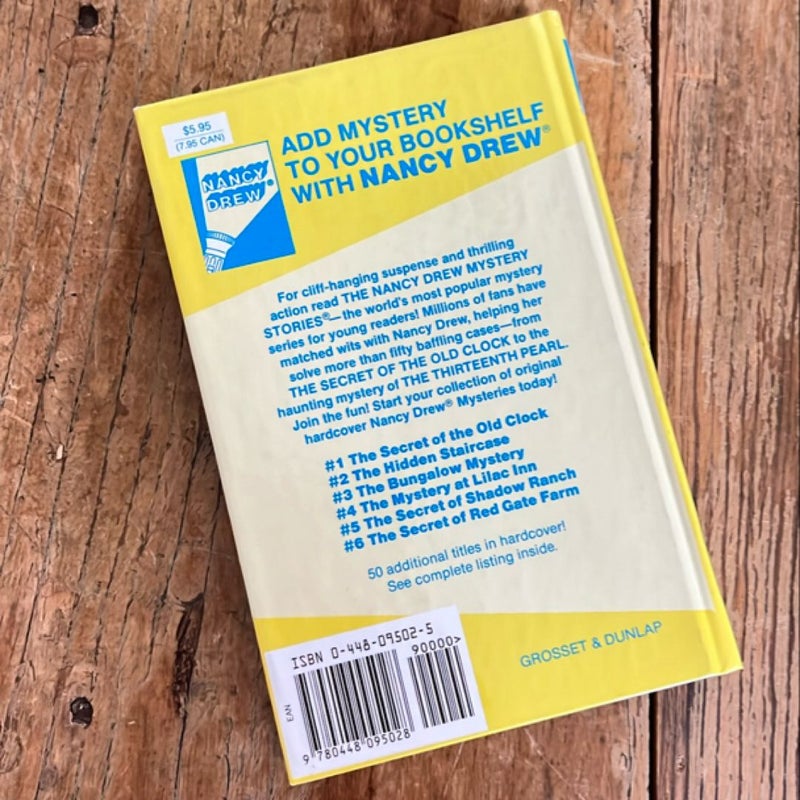 $5.95
(7.95 CAN)
NANCY
DREW®
ADD MYSTERY
TO YOUR BOOKSHELF
WITH NANCY DREW®
For cliff-hanging suspense and thrilling
action read THE NANCY DREW MYSTERY
STORIES®—the world's most popular mystery
series for young readers! Millions of fans have
matched wits with Nancy Drew, helping her
solve more than fifty baffling cases—from
THE SECRET OF THE OLD CLOCK to the
haunting mystery of THE THIRTEENTH PEARL.
Join the fun! Start your collection of original
hardcover Nancy Drew® Mysteries today!
#1 The Secret of the Old Clock
#2 The Hidden Staircase
#3 The Bungalow Mystery
#4 The Mystery at Lilac Inn
#5 The Secret of Shadow Ranch
#6 The Secret of Red Gate Farm
50 additional titles in hardcover!
See complete listing inside.
ISBN 0-448-09502-5
90000>
EAN
9 780448 095028
GROSSET & DUNLAP